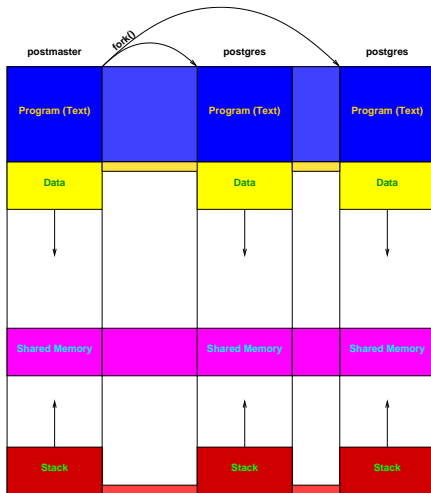 postmaster
fork()
postgres
postgres
Program (Text)
Program (Text)
Program (Text)
Data
Data
Data
Shared Memory
Shared Memory
Shared Memory
Stack
Stack
Stack